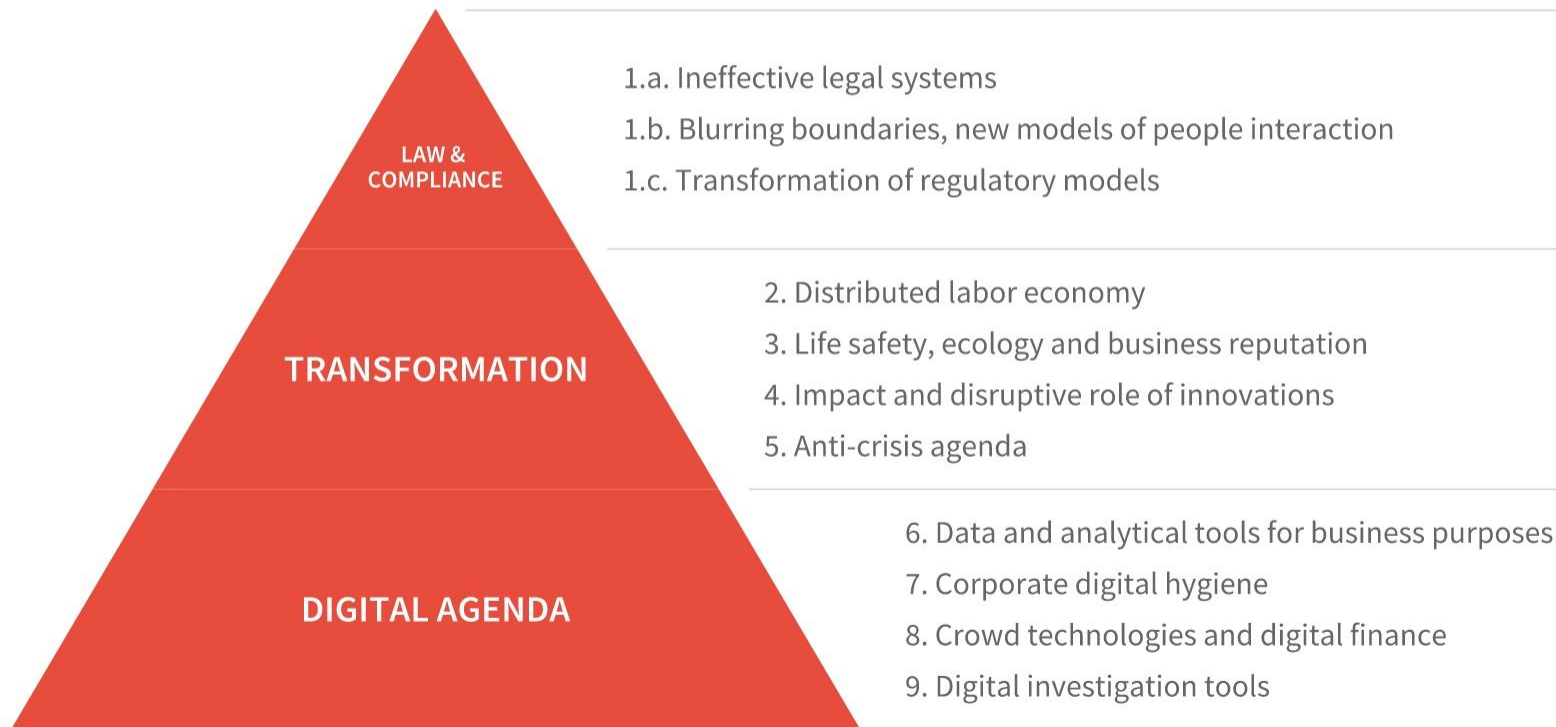 LAW &
COMPLIANCE
1.a. Ineffective legal systems
1.b. Blurring boundaries, new models of people interaction
1.c. Transformation of regulatory models
TRANSFORMATION
2. Distributed labor economy
3. Life safety, ecology and business reputation
4. Impact and disruptive role of innovations
5. Anti-crisis agenda
DIGITAL AGENDA
6. Data and analytical tools for business purposes
7. Corporate digital hygiene
8. Crowd technologies and digital finance
9. Digital investigation tools